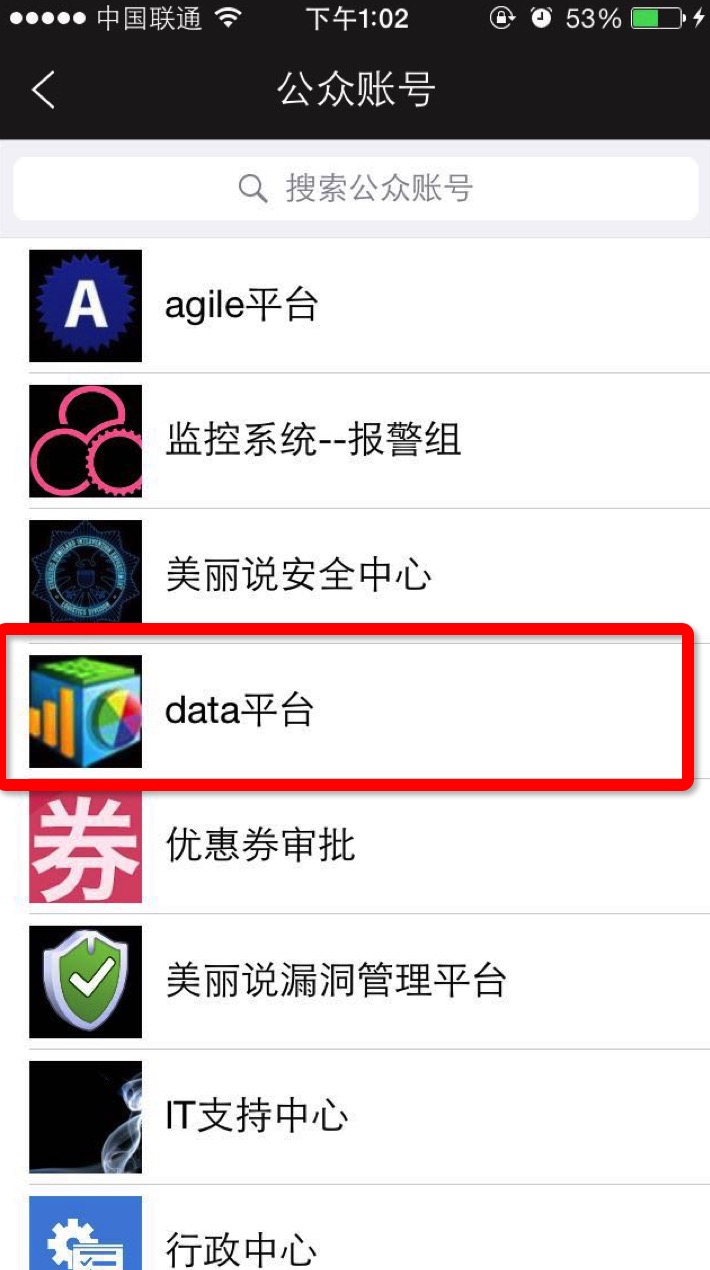 中国联通 下午1:02 53%
公众账号
搜索公众账号
A
agile平台
监控系统--报警组
美丽说安全中心
data平台
券
优惠券审批
美丽说漏洞管理平台
IT支持中心
行政中心